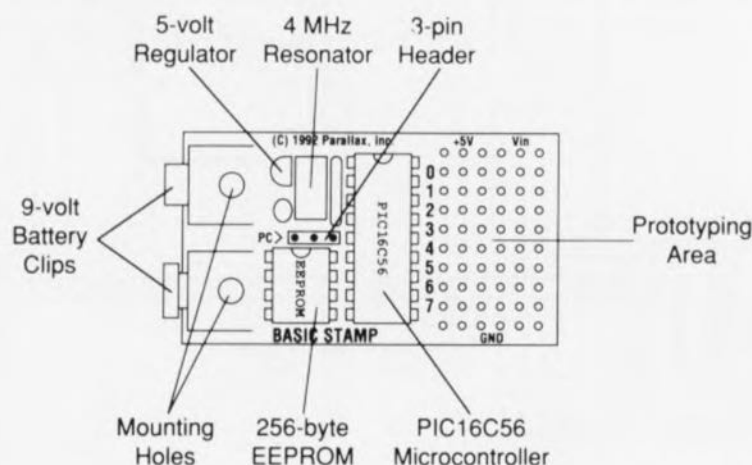 5-volt
Regulator
4 MHz
Resonator
3-pin
Header
(C) 1992 Parallax, inc.
+5V
Vin
0
1
2
3
4
5
6
7
PC>
PIC16C56
EEPROM
BASIC STAMP
GND
9-volt
Battery
Clips
Prototyping
Area
Mounting
Holes
256-byte
EEPROM
PIC16C56
Microcontroller